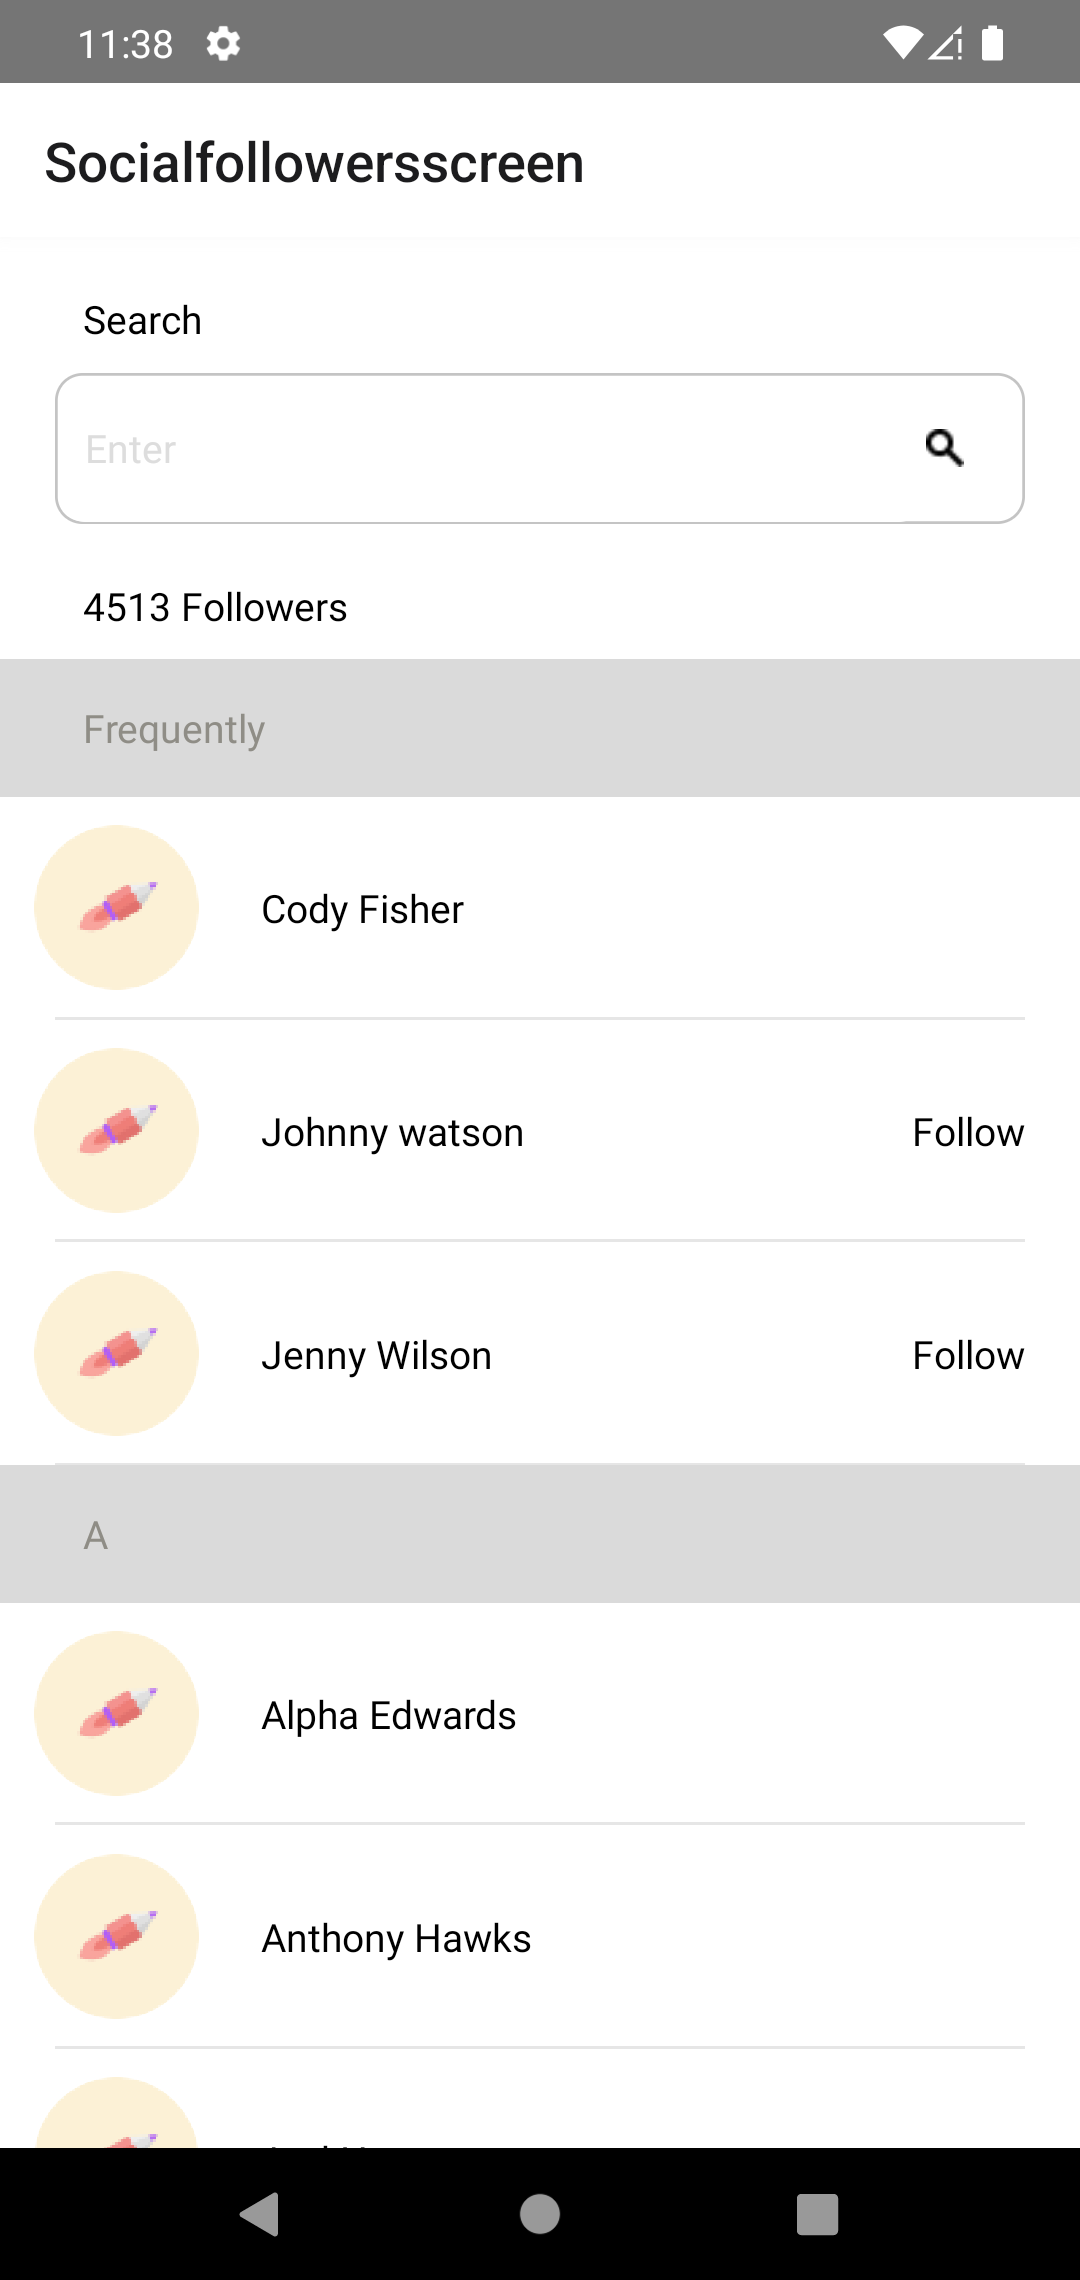 11:38
Socialfollowersscreen
Search
Enter
4513 Followers
Frequently
Cody Fisher
Johnny watson Follow
Jenny Wilson Follow
A
Alpha Edwards
Anthony Hawks